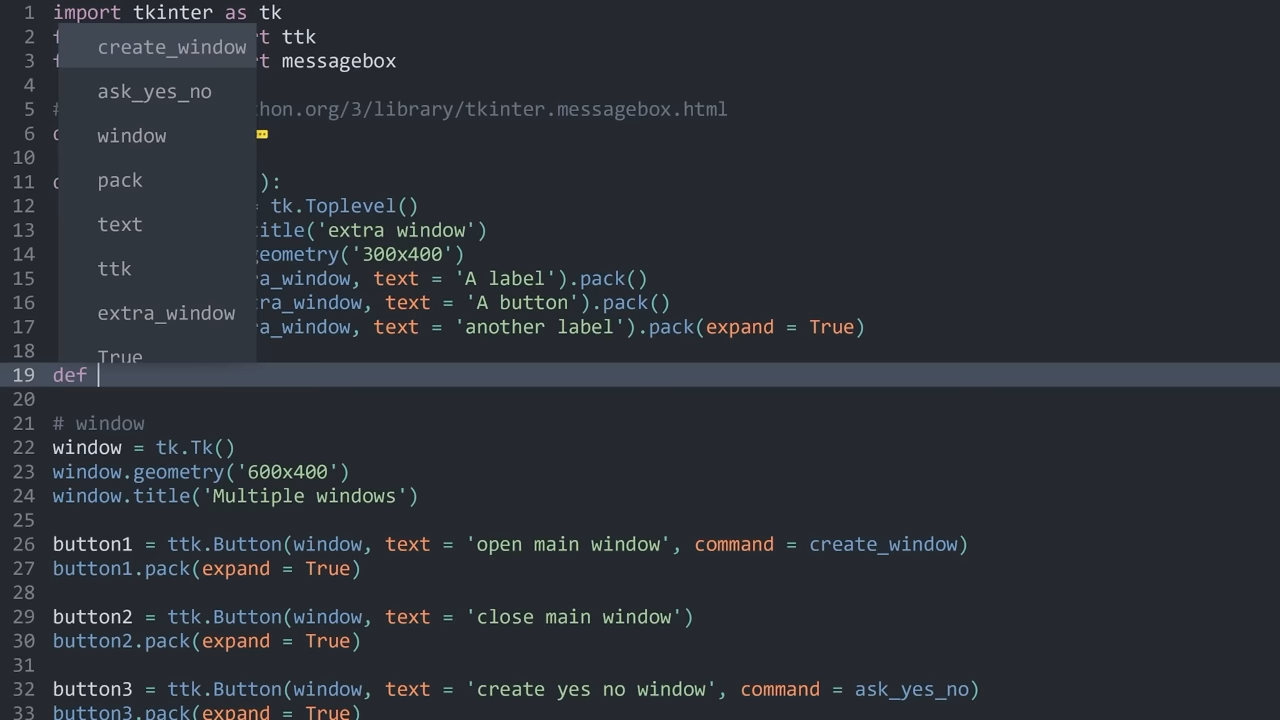 1 import tkinter as tk
2 f t ttk
3 f t messagebox
4
5 # hon.org/3/library/tkinter.messagebox.html
6
10
11 ):
12 = tk.Toplevel()
13 itle('extra window')
14 geometry('300x400')
15 ra_window, text = 'A label').pack()
16 tra_window, text = 'A button').pack()
17 a_window, text = 'another label').pack(expand = True)
18
create_window
ask_yes_no
window
pack
text
ttk
extra_window
True
19 def
20
21 # window
22 window = tk.Tk()
23 window.geometry('600x400')
24 window.title('Multiple windows')
25
26 button1 = ttk.Button(window, text = 'open main window', command = create_window)
27 button1.pack(expand = True)
28
29 button2 = ttk.Button(window, text = 'close main window')
30 button2.pack(expand = True)
31
32 button3 = ttk.Button(window, text = 'create yes no window', command = ask_yes_no)
33 button3.pack(expand = True)